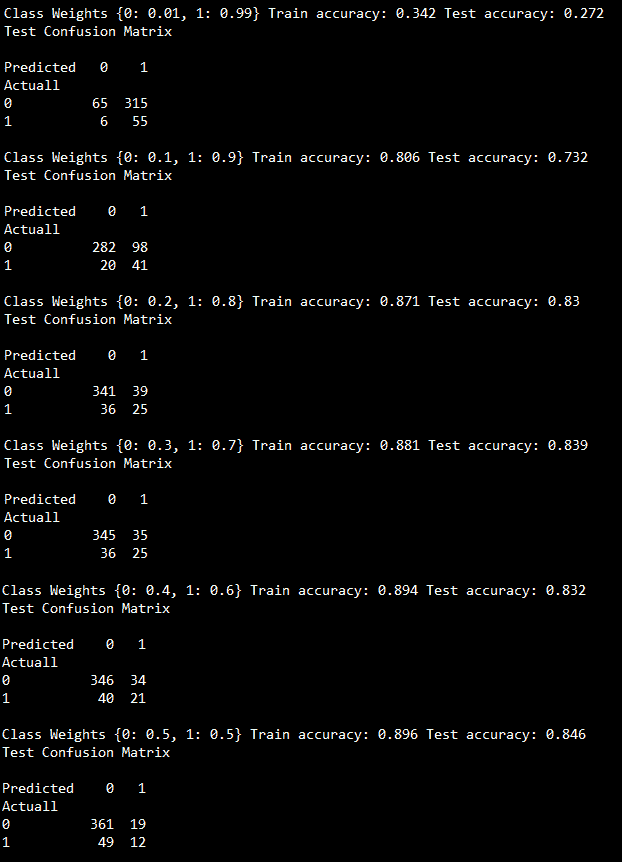 Class Weights {0: 0.01, 1: 0.99} Train accuracy: 0.342 Test accuracy: 0.272
Test Confusion Matrix
Predicted 0 1
Actuall
0 65 315
1 6 55
Class Weights {0: 0.1, 1: 0.9} Train accuracy: 0.806 Test accuracy: 0.732
Test Confusion Matrix
Predicted 0 1
Actuall
0 282 98
1 20 41
Class Weights {0: 0.2, 1: 0.8} Train accuracy: 0.871 Test accuracy: 0.83
Test Confusion Matrix
Predicted 0 1
Actuall
0 341 39
1 36 25
Class Weights {0: 0.3, 1: 0.7} Train accuracy: 0.881 Test accuracy: 0.839
Test Confusion Matrix
Predicted 0 1
Actuall
0 345 35
1 36 25
Class Weights {0: 0.4, 1: 0.6} Train accuracy: 0.894 Test accuracy: 0.832
Test Confusion Matrix
Predicted 0 1
Actuall
0 346 34
1 40 21
Class Weights {0: 0.5, 1: 0.5} Train accuracy: 0.896 Test accuracy: 0.846
Test Confusion Matrix
Predicted 0 1
Actuall
0 361 19
1 49 12